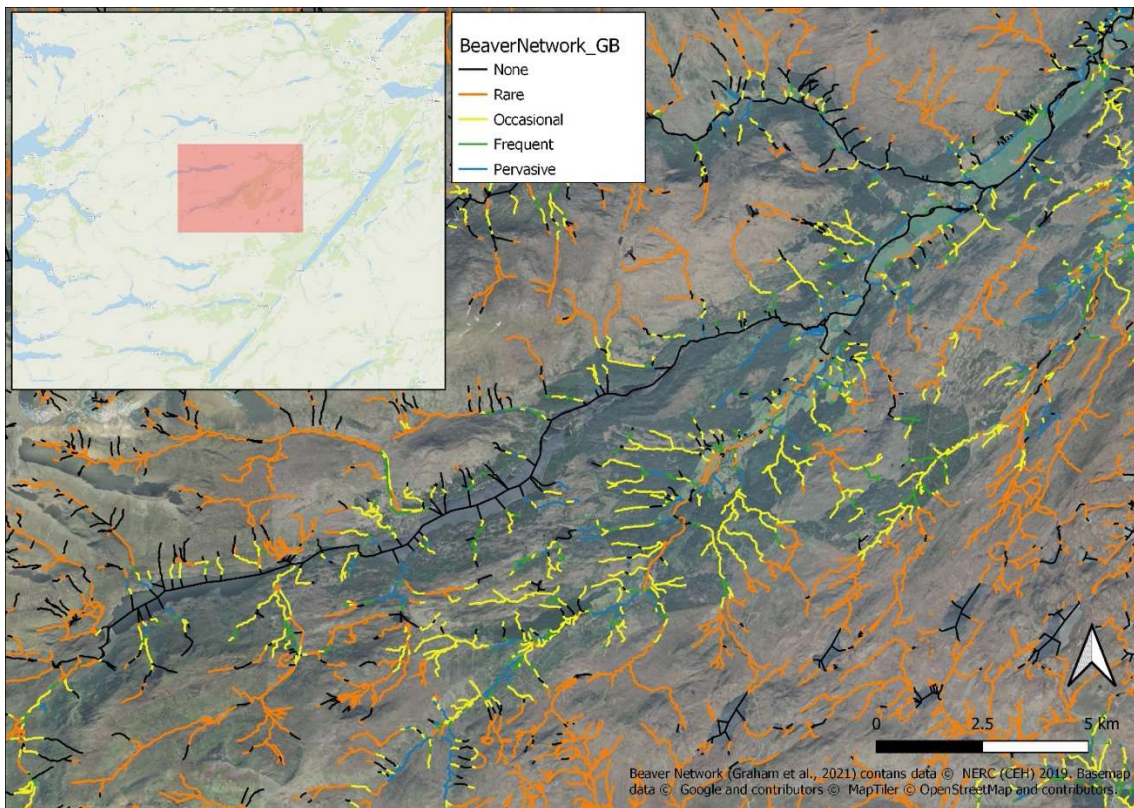 BeaverNetwork_GB
None
Rare
Occasional
Frequent
Pervasive
0 2.5 5 km
Beaver Network (Graham et al., 2021) contans data © NERC (CEH) 2019. Basemap
data © Google and contributors © MapTiler © OpenStreetMap and contributors.